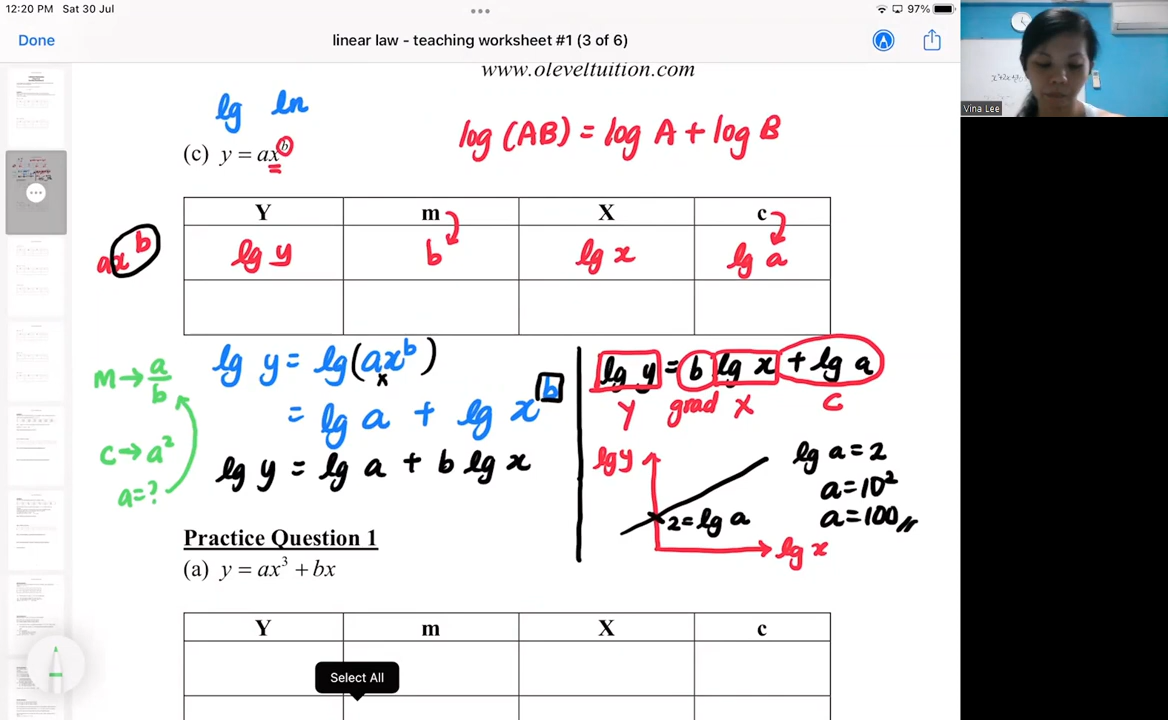 12:20 PM Sat 30 Jul
97%
Done
linear law - teaching worksheet #1 (3 of 6)
www.oleveltuition.com
Vina Lee
lg ln
log (AB) = log A + log B
(c) y = ax^b
Y m X c
lg y b lg x lg a
ax^b
lg y = lg (ax^b)
= lg a + lg x^b
lg y = lg a + b lg x
M → a/b
C → a²
a = ?
lg y = b lg x + lg a
Y grad X C
lg y
2 = lg a
lg x
lg a = 2
a = 10²
a = 100
Practice Question 1
(a) y = ax³ + bx
Y m X c
Select All